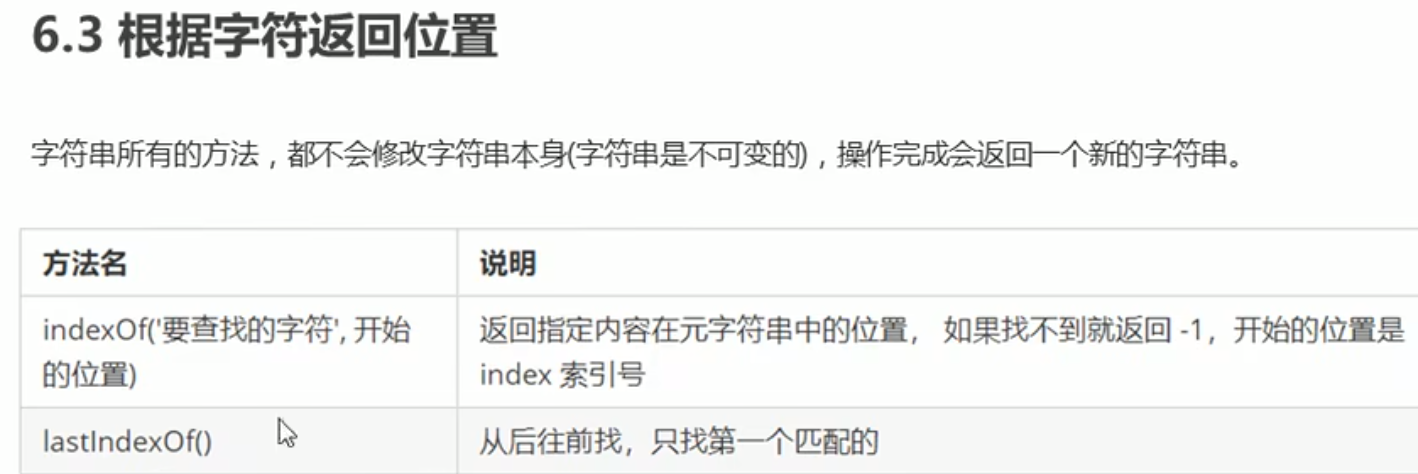 6.3 根据字符返回位置
字符串所有的方法，都不会修改字符串本身(字符串是不可变的)，操作完成会返回一个新的字符串。
方法名
说明
indexOf('要查找的字符', 开始
的位置)
返回指定内容在元字符串中的位置， 如果找不到就返回 -1，开始的位置是
index 索引号
lastIndexOf()
从后往前找，只找第一个匹配的